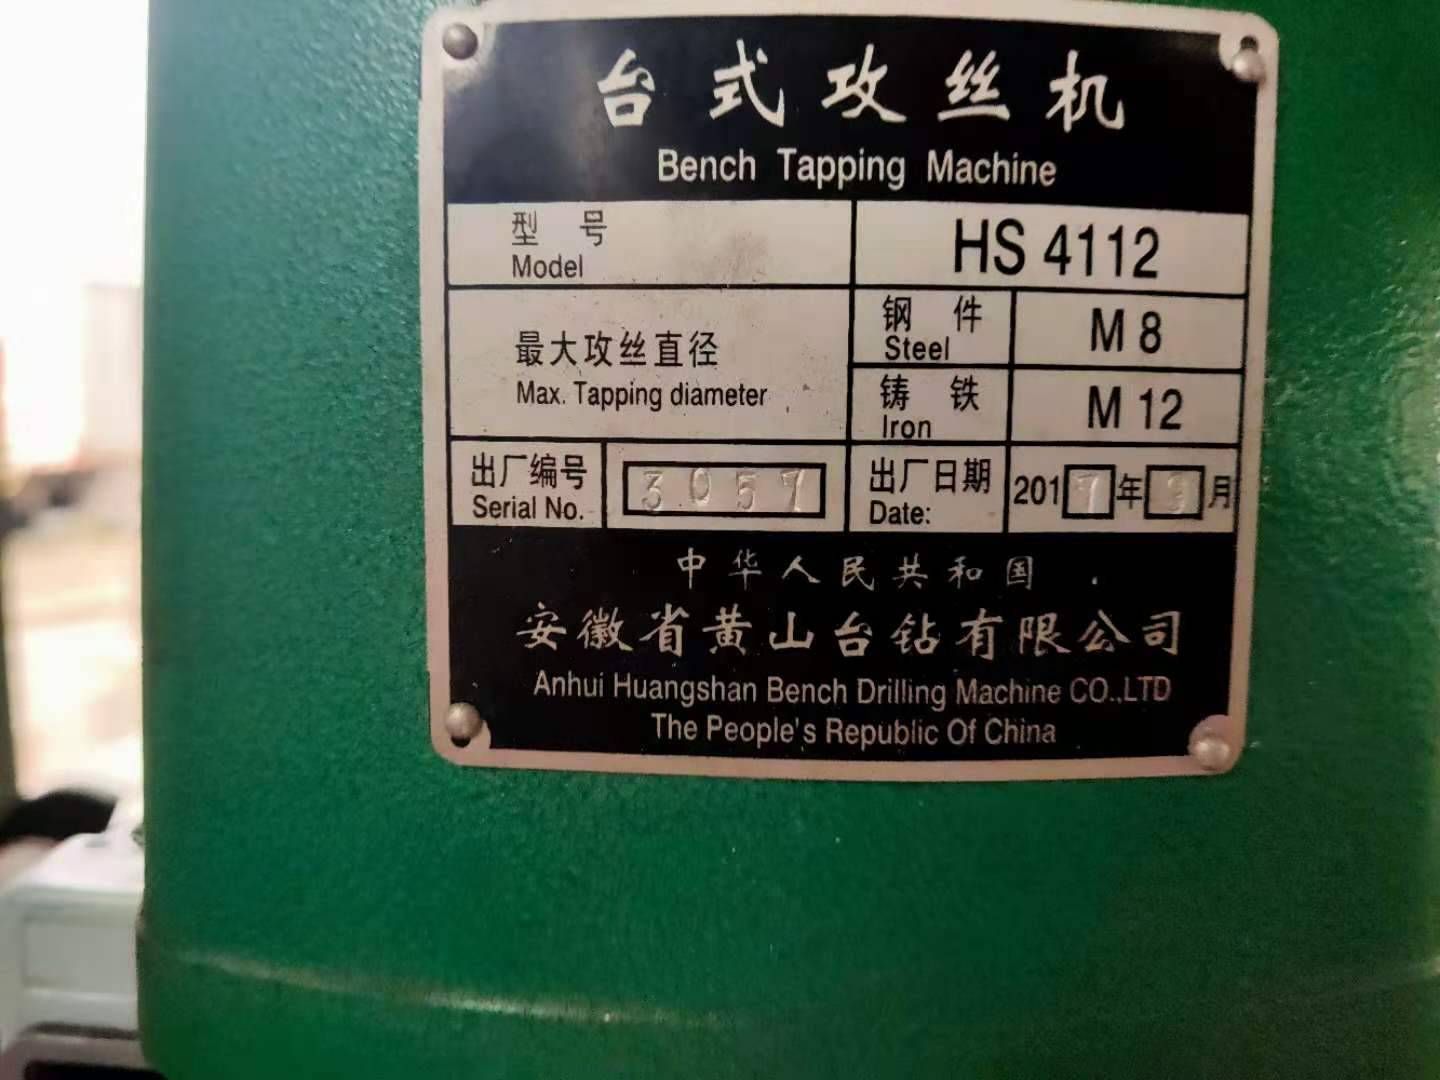 台式攻丝机
Bench Tapping Machine
型号 HS 4112
Model
最大攻丝直径
Max. Tapping diameter
钢件 M 8
Steel
铸铁 M 12
Iron
出厂编号 3057
Serial No.
出厂日期 2017年3月
Date:
中华人民共和国
安徽省黄山台钻有限公司
Anhui Huangshan Bench Drilling Machine CO.,LTD
The People's Republic Of China